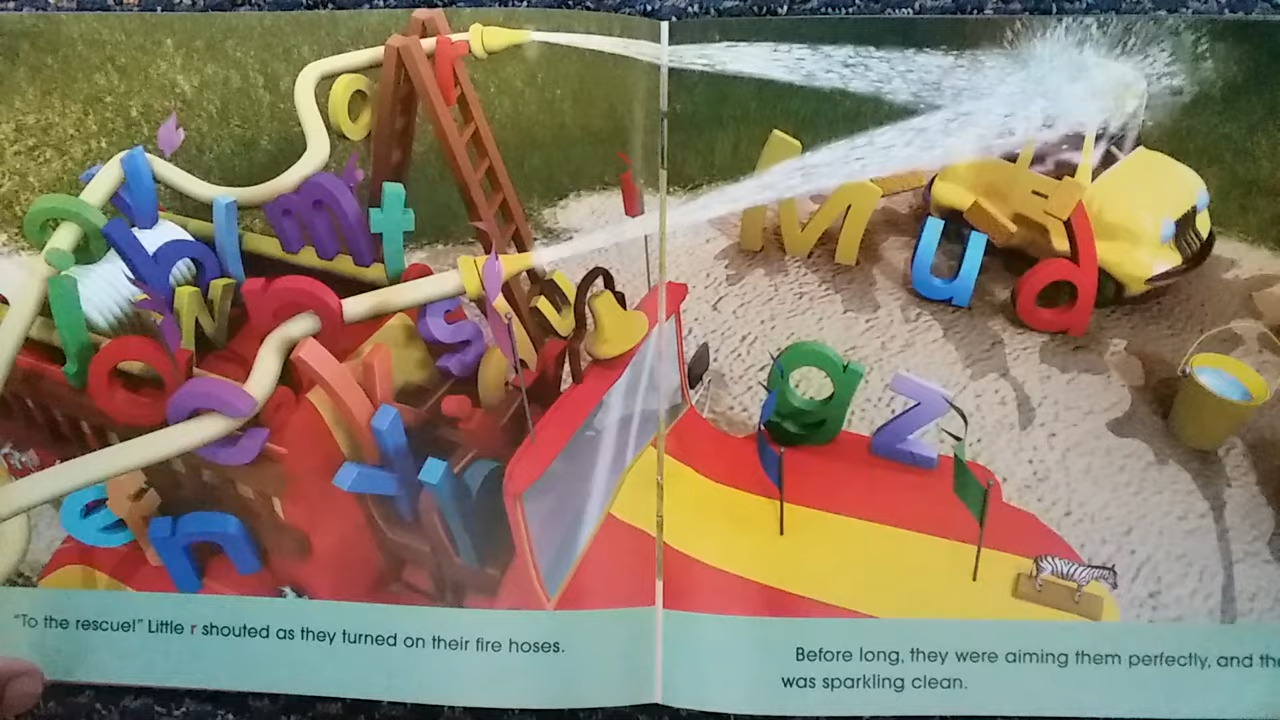 "To the rescue!" Little r shouted as they turned on their fire hoses.
Before long, they were aiming them perfectly, and
was sparkling clean.